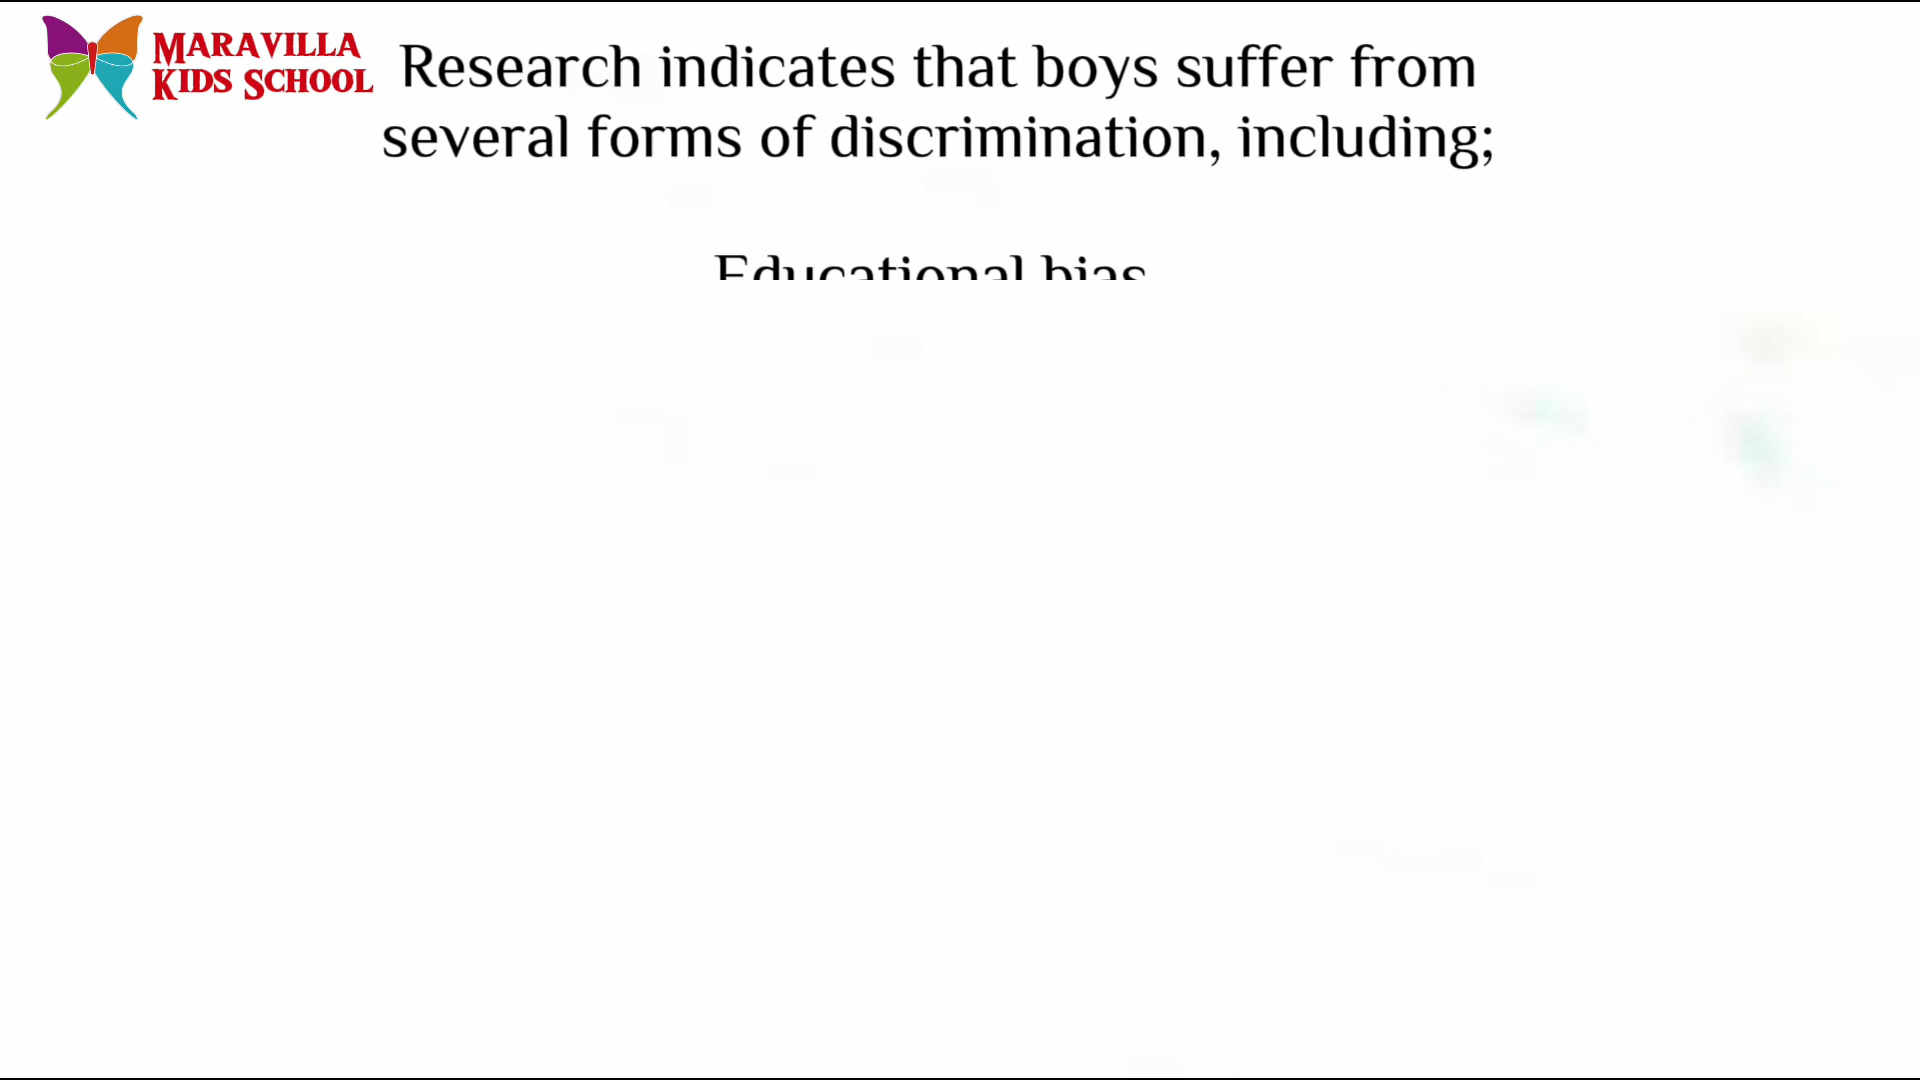 MARAVILLA
KIDS SCHOOL
Research indicates that boys suffer from
several forms of discrimination, including;
Educational bias